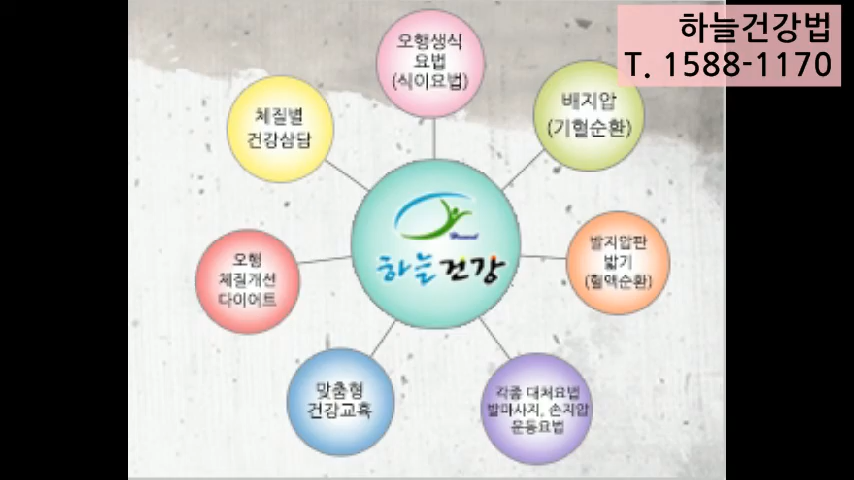 하늘건강법
T. 1588-1170
오행생식
요법
(식이요법)
배지압
(기혈순환)
체질별
건강상담
하늘건강
발지압판
밟기
(혈액순환)
오행
체질개선
다이어트
맞춤형
건강교육
각종 대처요법
발마사지, 손지압
운동요법